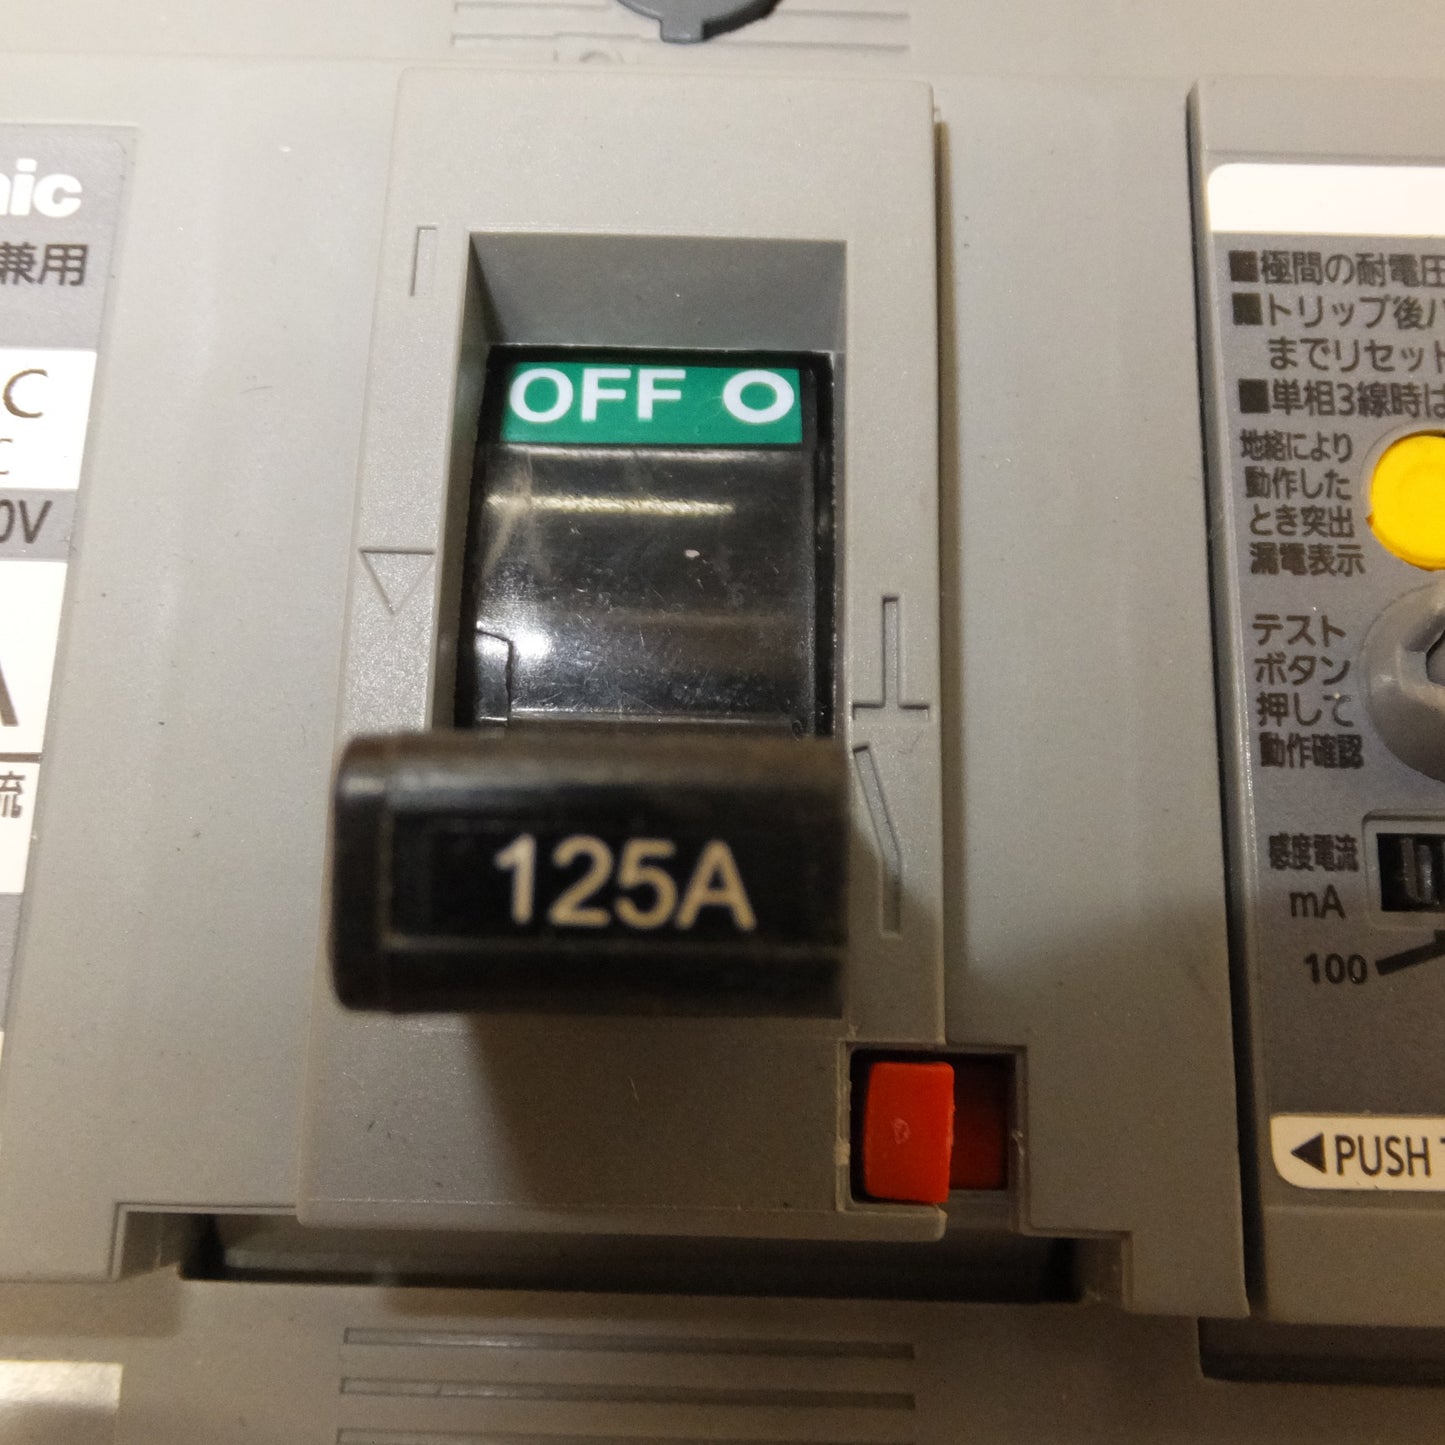 nic
兼用
C
C
0V
A
流
OFF O
125A
■極間の耐電圧
■トリップ後ハ
までリセット
■単相3線時は
地絡により
動作した
とき突出
漏電表示
テスト
ボタン
押して
動作確認
感度電流
mA
100
◀PUSH T